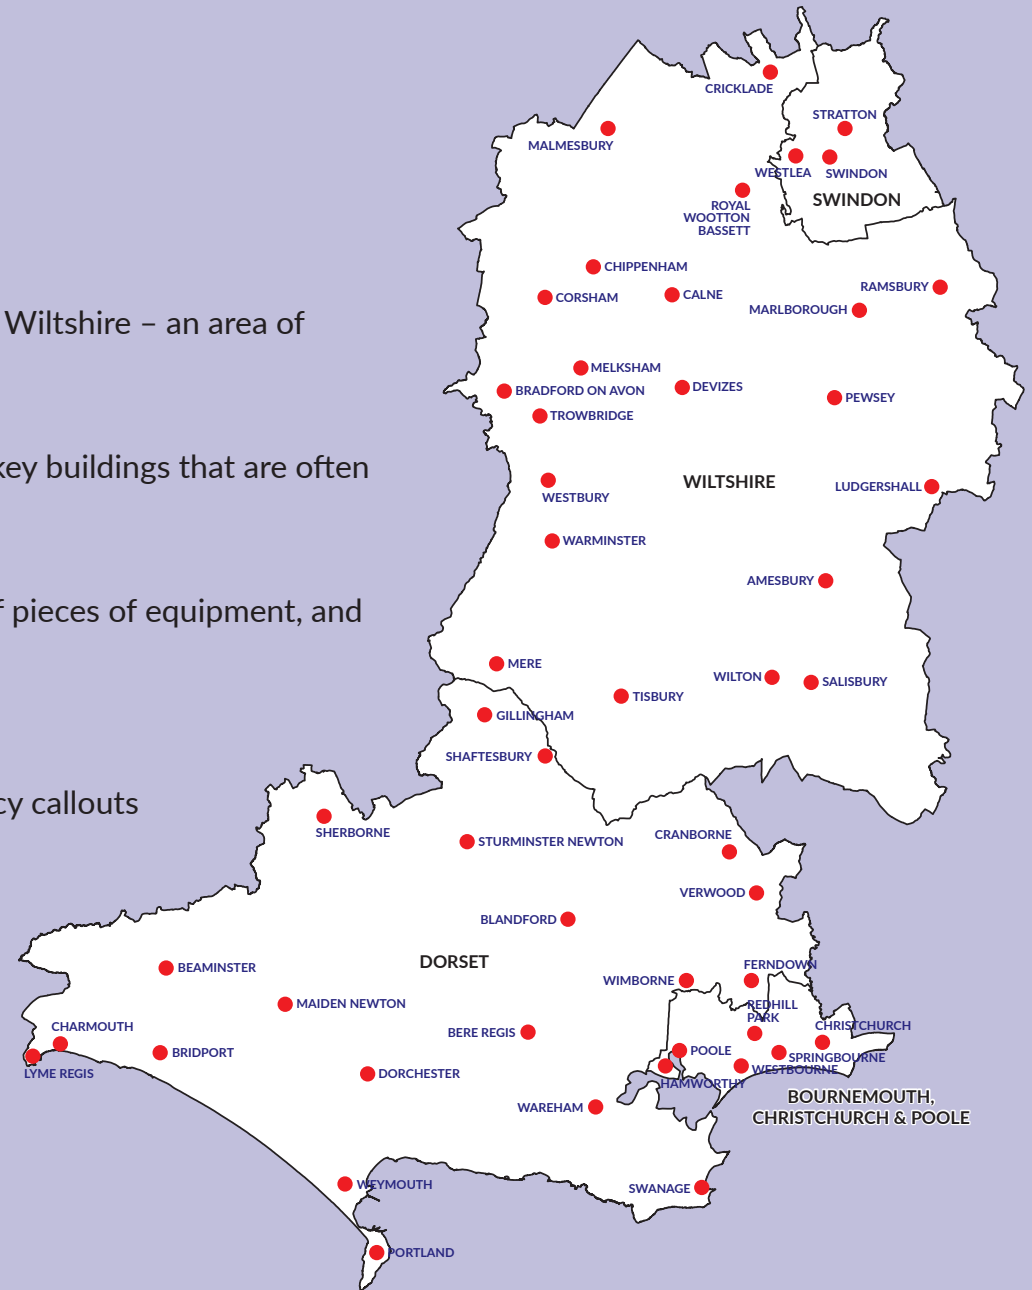 Wiltshire – an area of
key buildings that are often
pieces of equipment, and
callouts
CRICKLADE
STRATTON
MALMESBURY
WESTLEA
SWINDON
SWINDON
ROYAL
WOOTTON
BASSETT
CHIPPENHAM
CORSHAM
CALNE
RAMSBURY
MARLBOROUGH
MELKSHAM
BRADFORD ON AVON
DEVIZES
TROWBRIDGE
PEWSEY
WILTSHIRE
WESTBURY
LUDGERSHALL
WARMINSTER
AMESBURY
MERE
WILTON
SALISBURY
TISBURY
GILLINGHAM
SHAFTESBURY
SHERBORNE
STURMINSTER NEWTON
CRANBORNE
VERWOOD
BLANDFORD
DORSET
BEAMINSTER
WIMBORNE
FERNDOWN
MAIDEN NEWTON
REDHILL
PARK
CHARMOUTH
BERE REGIS
CHRISTCHURCH
BRIDPORT
POOLE
SPRINGBOURNE
LYME REGIS
DORCHESTER
WESTBOURNE
HAMWORTHY
BOURNEMOUTH,
CHRISTCHURCH & POOLE
WAREHAM
WEYMOUTH
SWANAGE
PORTLAND